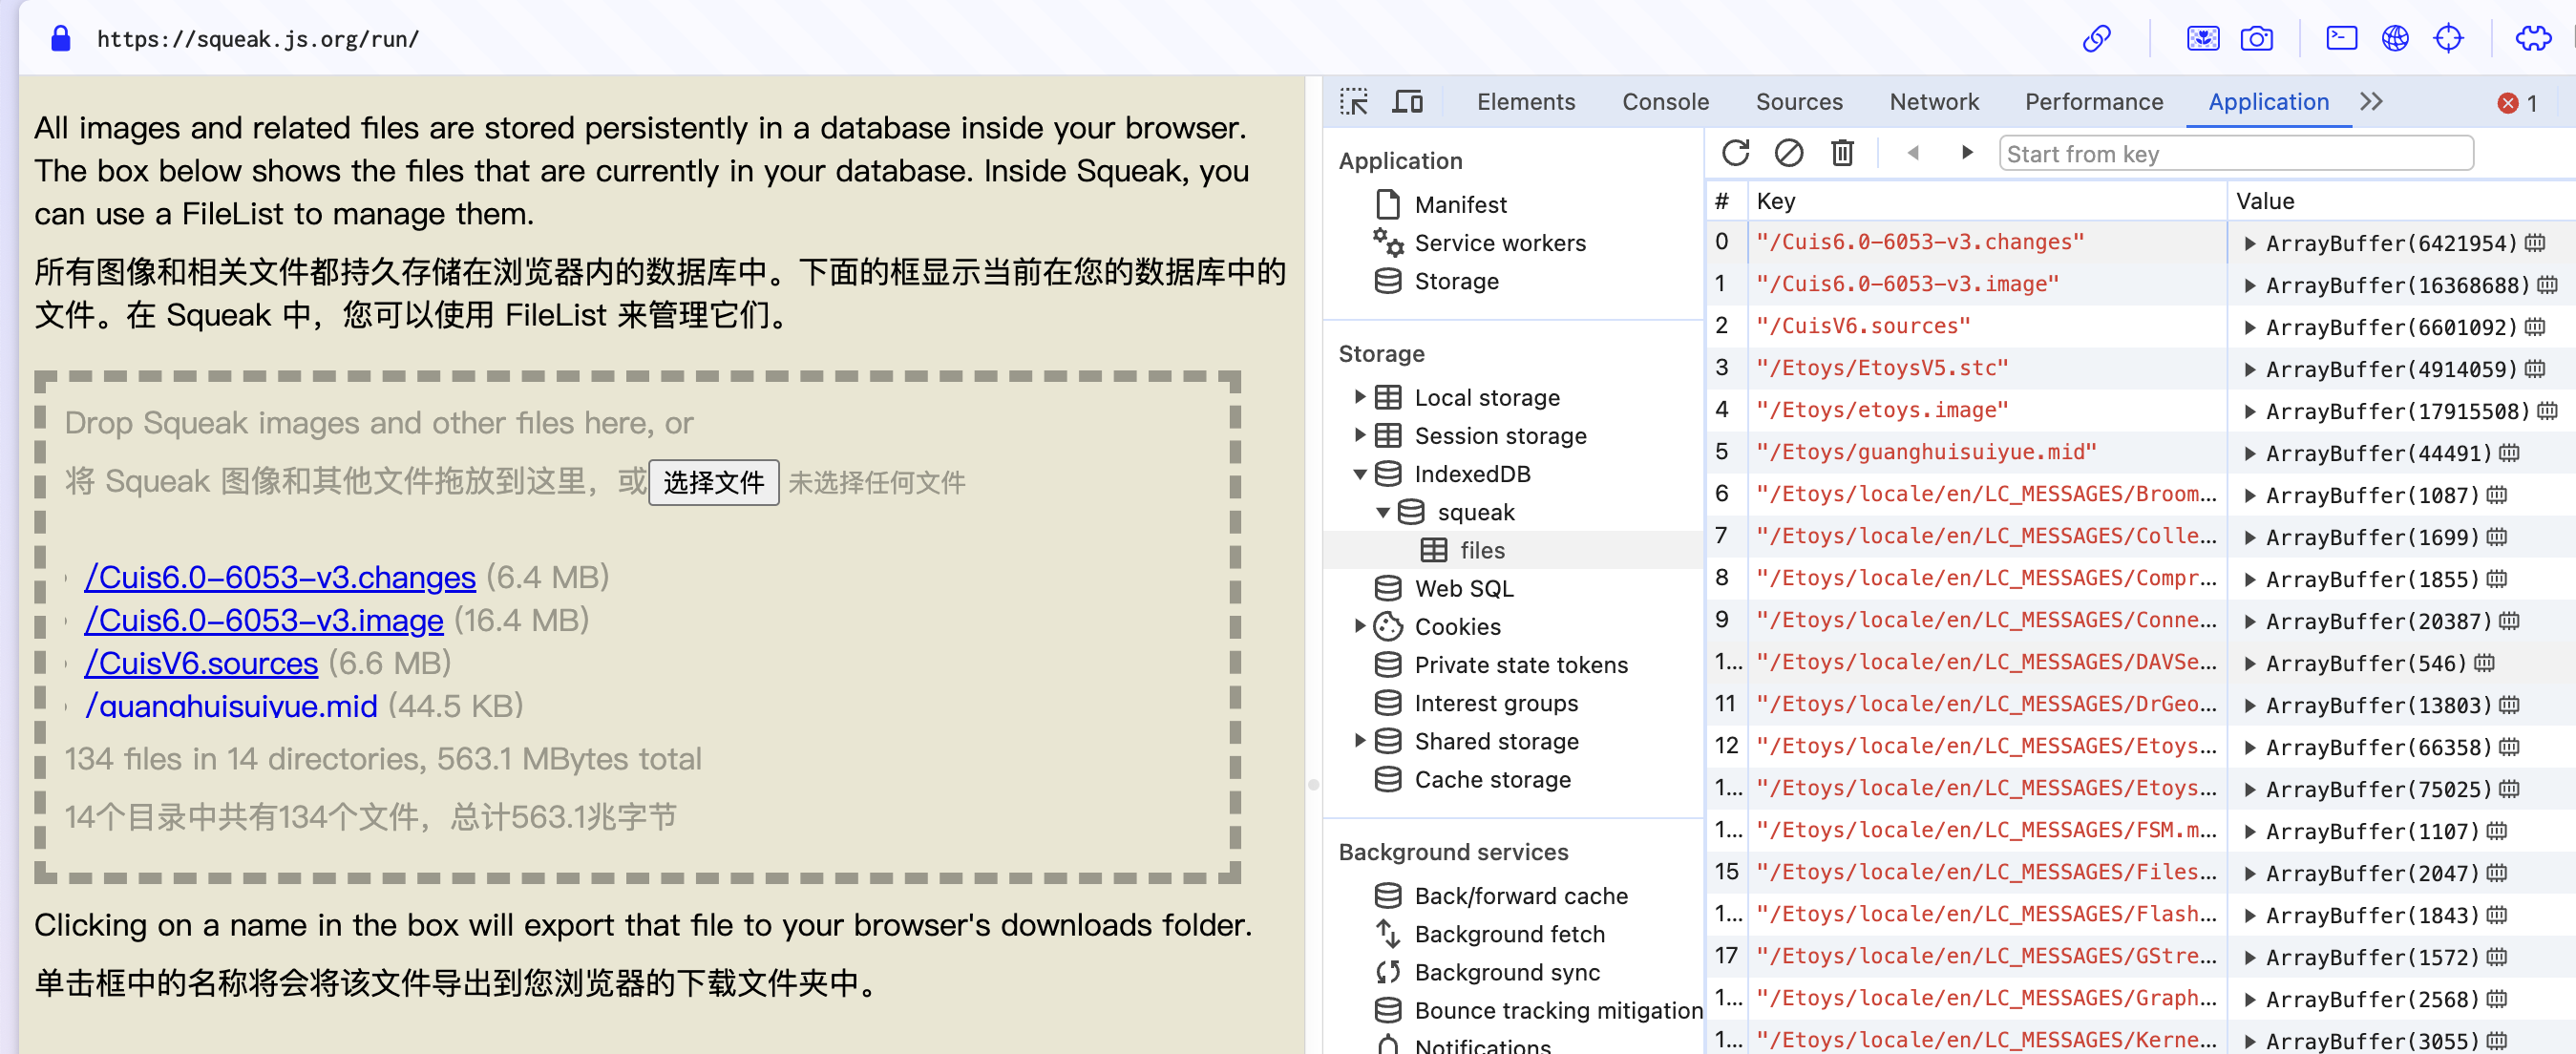 https://squeak.js.org/run/
All images and related files are stored persistently in a database inside your browser.
The box below shows the files that are currently in your database. Inside Squeak, you
can use a FileList to manage them.
所有图像和相关文件都持久存储在浏览器内的数据库中。下面的框显示当前在您的数据库中的
文件。在 Squeak 中，您可以使用 FileList 来管理它们。
Drop Squeak images and other files here, or
将 Squeak 图像和其他文件拖放到这里，或 选择文件 未选择任何文件
/Cuis6.0-6053-v3.changes (6.4 MB)
/Cuis6.0-6053-v3.image (16.4 MB)
/CuisV6.sources (6.6 MB)
/guanghuisuiyue.mid (44.5 KB)
134 files in 14 directories, 563.1 MBytes total
14个目录中共有134个文件，总计563.1兆字节
Clicking on a name in the box will export that file to your browser's downloads folder.
单击框中的名称将会将该文件导出到您浏览器的下载文件夹中。
Elements Console Sources Network Performance Application 1
Application
Manifest
Service workers
Storage
Storage
Local storage
Session storage
IndexedDB
squeak
files
Web SQL
Cookies
Private state tokens
Interest groups
Shared storage
Cache storage
Background services
Back/forward cache
Background fetch
Background sync
Bounce tracking mitigation
Notifications
Start from key
# Key Value
0 "/Cuis6.0-6053-v3.changes" ArrayBuffer(6421954)
1 "/Cuis6.0-6053-v3.image" ArrayBuffer(16368688)
2 "/CuisV6.sources" ArrayBuffer(6601092)
3 "/Etoys/EtoysV5.stc" ArrayBuffer(4914059)
4 "/Etoys/etoys.image" ArrayBuffer(17915508)
5 "/Etoys/guanghuisuiyue.mid" ArrayBuffer(44491)
6 "/Etoys/locale/en/LC_MESSAGES/Broom… ArrayBuffer(1087)
7 "/Etoys/locale/en/LC_MESSAGES/Colle… ArrayBuffer(1699)
8 "/Etoys/locale/en/LC_MESSAGES/Compr… ArrayBuffer(1855)
9 "/Etoys/locale/en/LC_MESSAGES/Conne… ArrayBuffer(20387)
1… "/Etoys/locale/en/LC_MESSAGES/DAVSe… ArrayBuffer(546)
11 "/Etoys/locale/en/LC_MESSAGES/DrGeo… ArrayBuffer(13803)
12 "/Etoys/locale/en/LC_MESSAGES/Etoys… ArrayBuffer(66358)
1… "/Etoys/locale/en/LC_MESSAGES/Etoys… ArrayBuffer(75025)
1… "/Etoys/locale/en/LC_MESSAGES/FSM.m… ArrayBuffer(1107)
15 "/Etoys/locale/en/LC_MESSAGES/Files… ArrayBuffer(2047)
1… "/Etoys/locale/en/LC_MESSAGES/Flash… ArrayBuffer(1843)
17 "/Etoys/locale/en/LC_MESSAGES/GStre… ArrayBuffer(1572)
1… "/Etoys/locale/en/LC_MESSAGES/Graph… ArrayBuffer(2568)
1… "/Etoys/locale/en/LC_MESSAGES/Kerne… ArrayBuffer(3055)